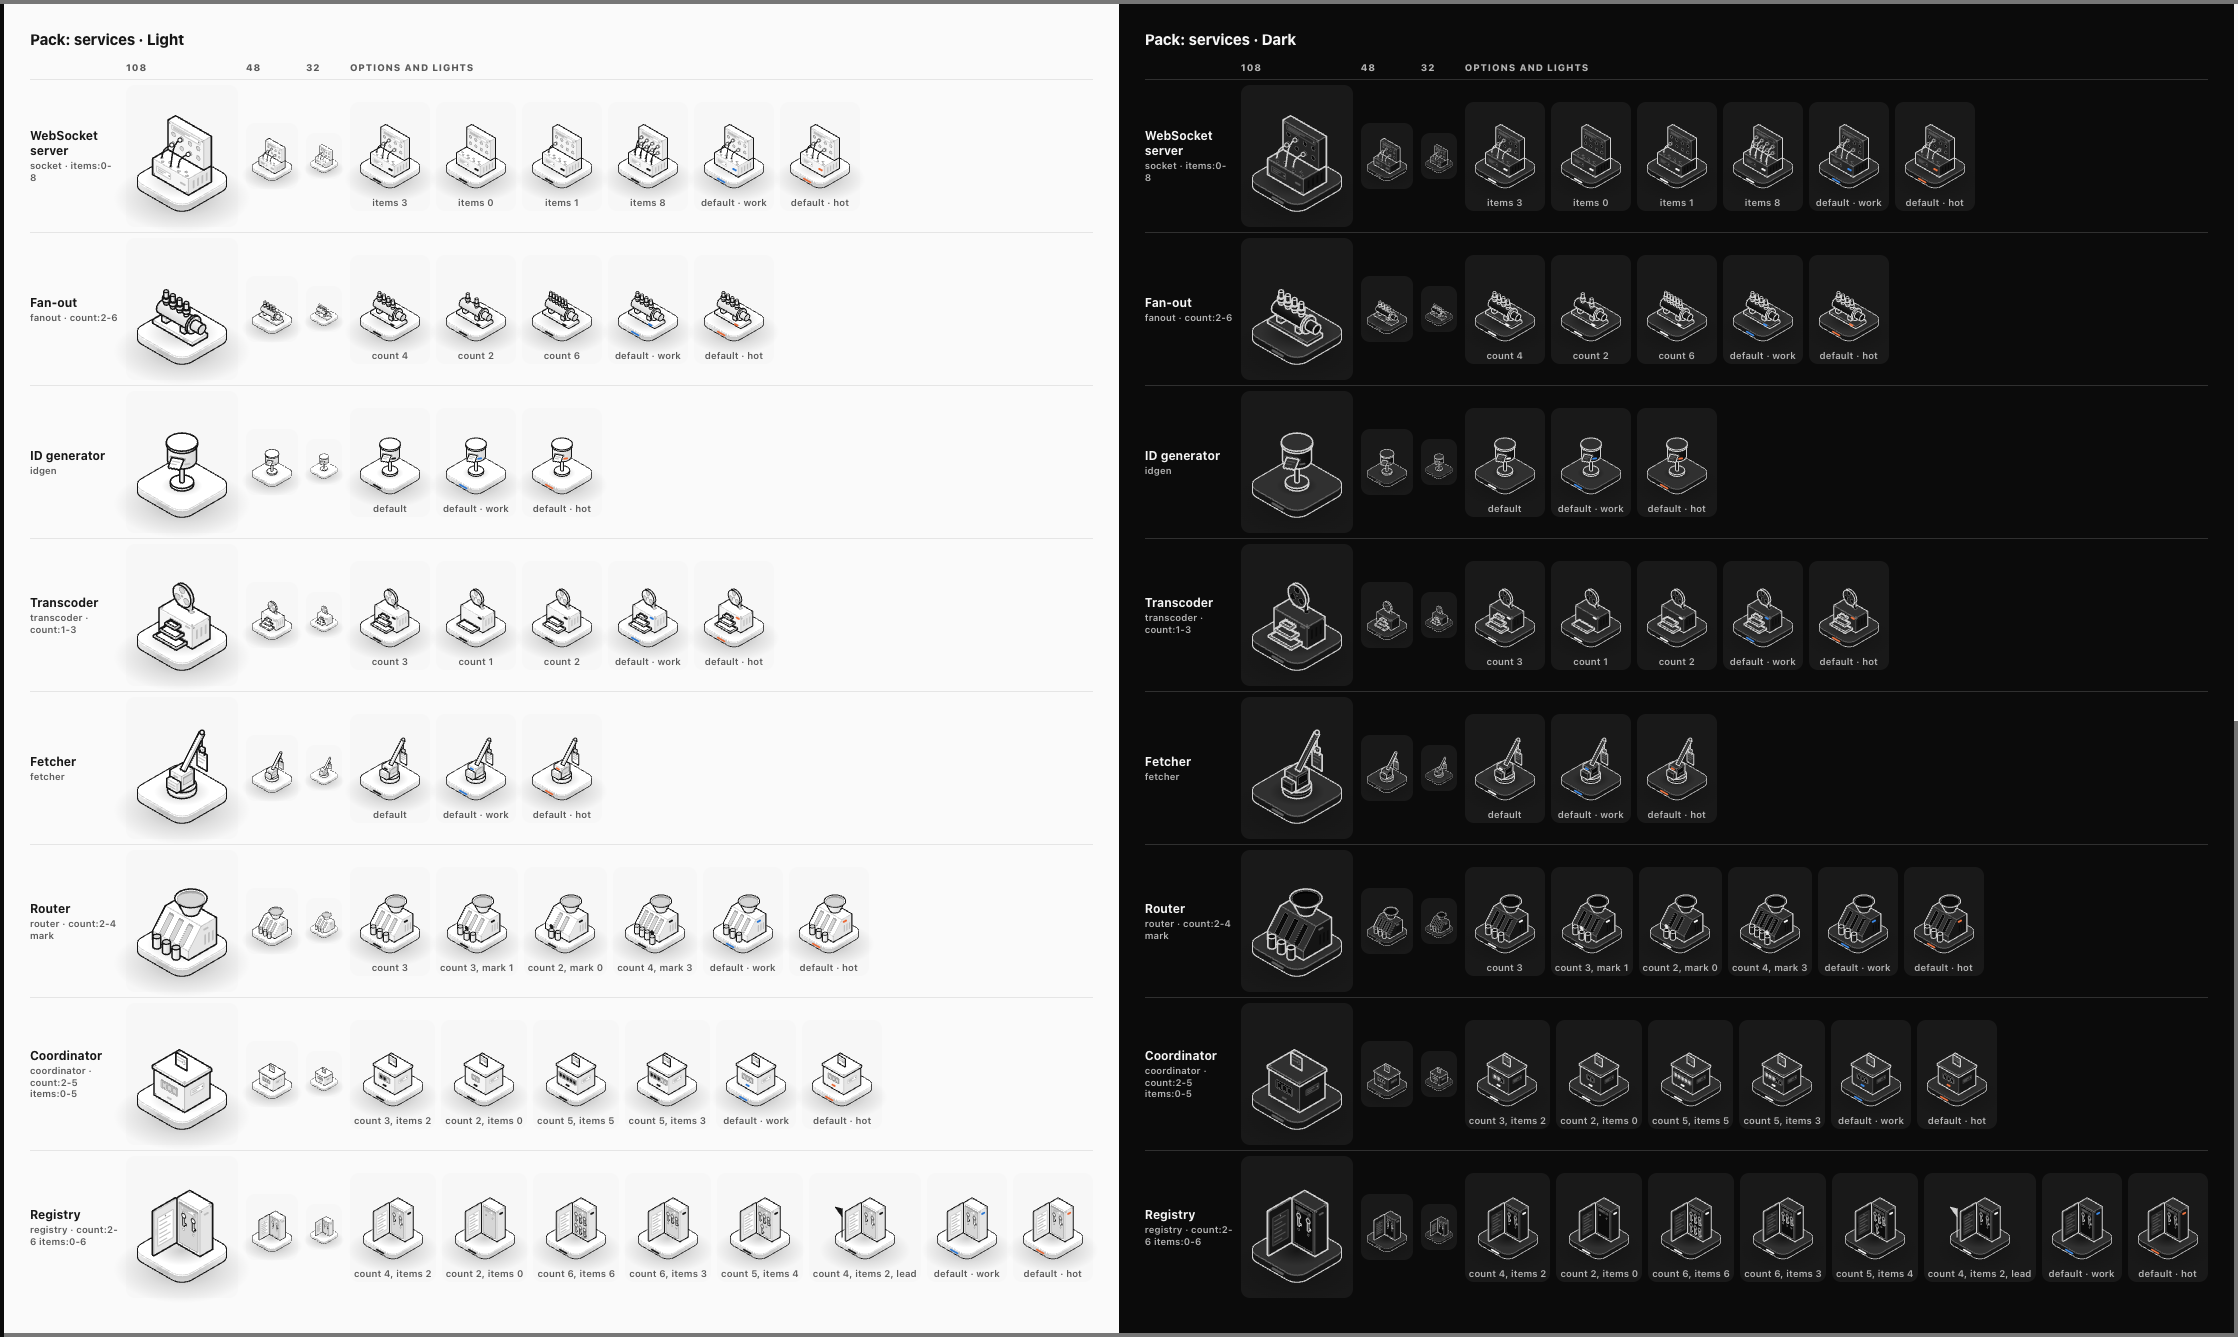 Pack: services · Light
108 48 32 OPTIONS AND LIGHTS
WebSocket
server
socket · items:0-
8
items 3 items 0 items 1 items 8 default · work default · hot
Fan-out
fanout · count:2-6
count 4 count 2 count 6 default · work default · hot
ID generator
idgen
default default · work default · hot
Transcoder
transcoder ·
count:1-3
count 3 count 1 count 2 default · work default · hot
Fetcher
fetcher
default default · work default · hot
Router
router · count:2-4
mark
count 3 count 3, mark 1 count 2, mark 0 count 4, mark 3 default · work default · hot
Coordinator
coordinator ·
count:2-5
items:0-5
count 3, items 2 count 2, items 0 count 5, items 5 count 5, items 3 default · work default · hot
Registry
registry · count:2-
6 items:0-6
count 4, items 2 count 2, items 0 count 6, items 6 count 6, items 3 count 5, items 4 count 4, items 2, lead default · work default · hot
Pack: services · Dark
108 48 32 OPTIONS AND LIGHTS
WebSocket
server
socket · items:0-
8
items 3 items 0 items 1 items 8 default · work default · hot
Fan-out
fanout · count:2-6
count 4 count 2 count 6 default · work default · hot
ID generator
idgen
default default · work default · hot
Transcoder
transcoder ·
count:1-3
count 3 count 1 count 2 default · work default · hot
Fetcher
fetcher
default default · work default · hot
Router
router · count:2-4
mark
count 3 count 3, mark 1 count 2, mark 0 count 4, mark 3 default · work default · hot
Coordinator
coordinator ·
count:2-5
items:0-5
count 3, items 2 count 2, items 0 count 5, items 5 count 5, items 3 default · work default · hot
Registry
registry · count:2-
6 items:0-6
count 4, items 2 count 2, items 0 count 6, items 6 count 6, items 3 count 5, items 4 count 4, items 2, lead default · work default · hot